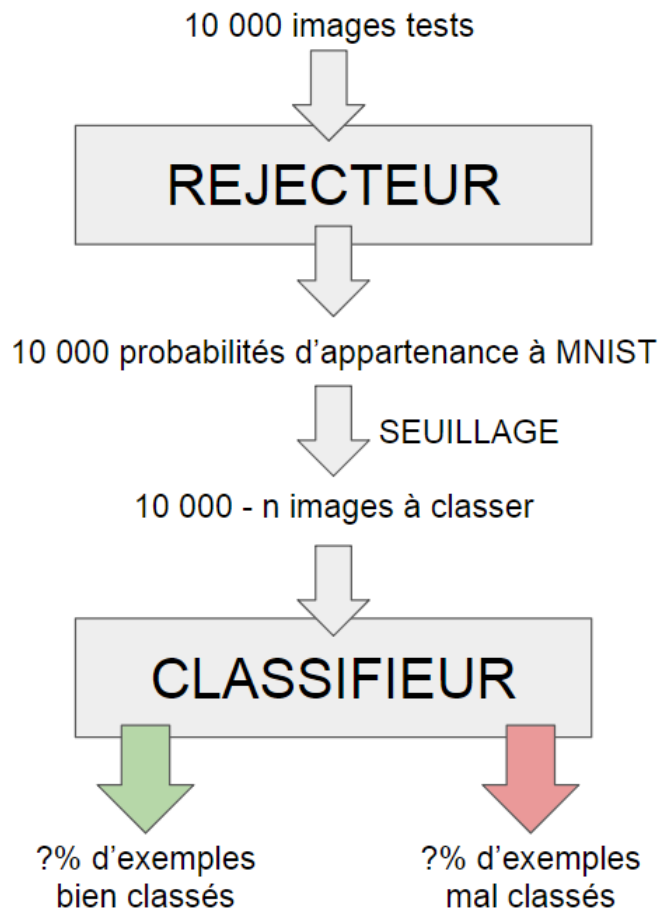 10 000 images tests
REJECTEUR
10 000 probabilités d'appartenance à MNIST
SEUILLAGE
10 000 - n images à classer
CLASSIFIEUR
?% d'exemples
bien classés
?% d'exemples
mal classés